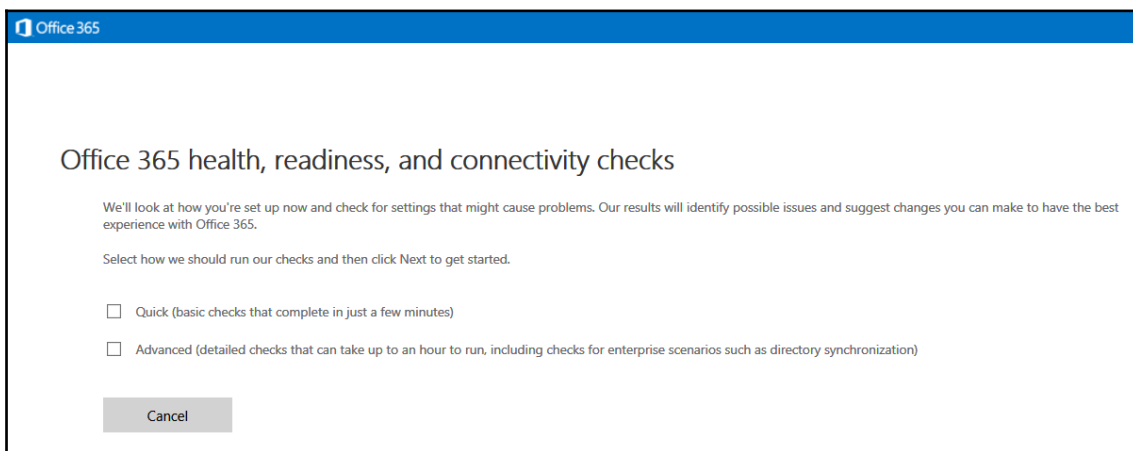 Office 365
Office 365 health, readiness, and connectivity checks
We'll look at how you're set up now and check for settings that might cause problems. Our results will identify possible issues and suggest changes you can make to have the best
experience with Office 365.
Select how we should run our checks and then click Next to get started.
Quick (basic checks that complete in just a few minutes)
Advanced (detailed checks that can take up to an hour to run, including checks for enterprise scenarios such as directory synchronization)
Cancel